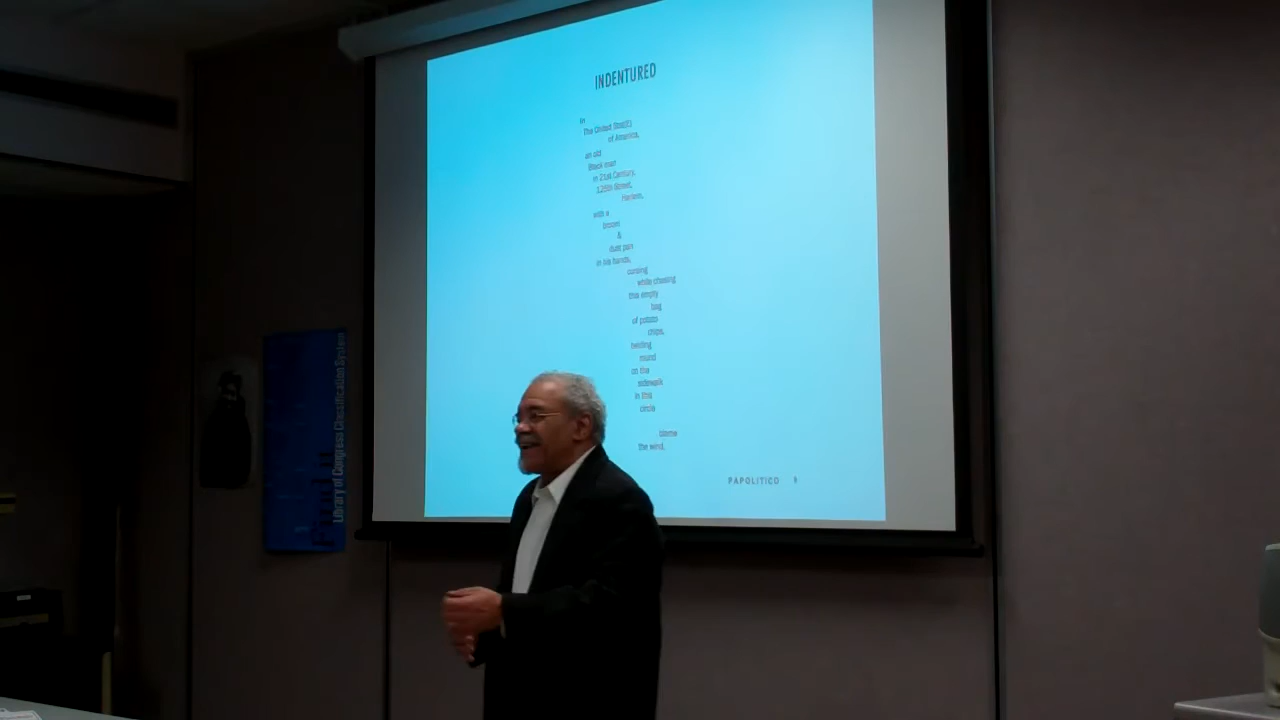 INDENTURED
in
The United Stat(E)
of America,
an old
Black man
in 21st Century,
125th Street,
Harlem,
with a
broom
&
dust pan
in his hands,
cursing
while chasing
this empty
bag
of potato
chips,
twisting
round
on the
sidewalk
in this
circle
blame
the wind.
PAPOLÍTICO
Library of Congress Classification System